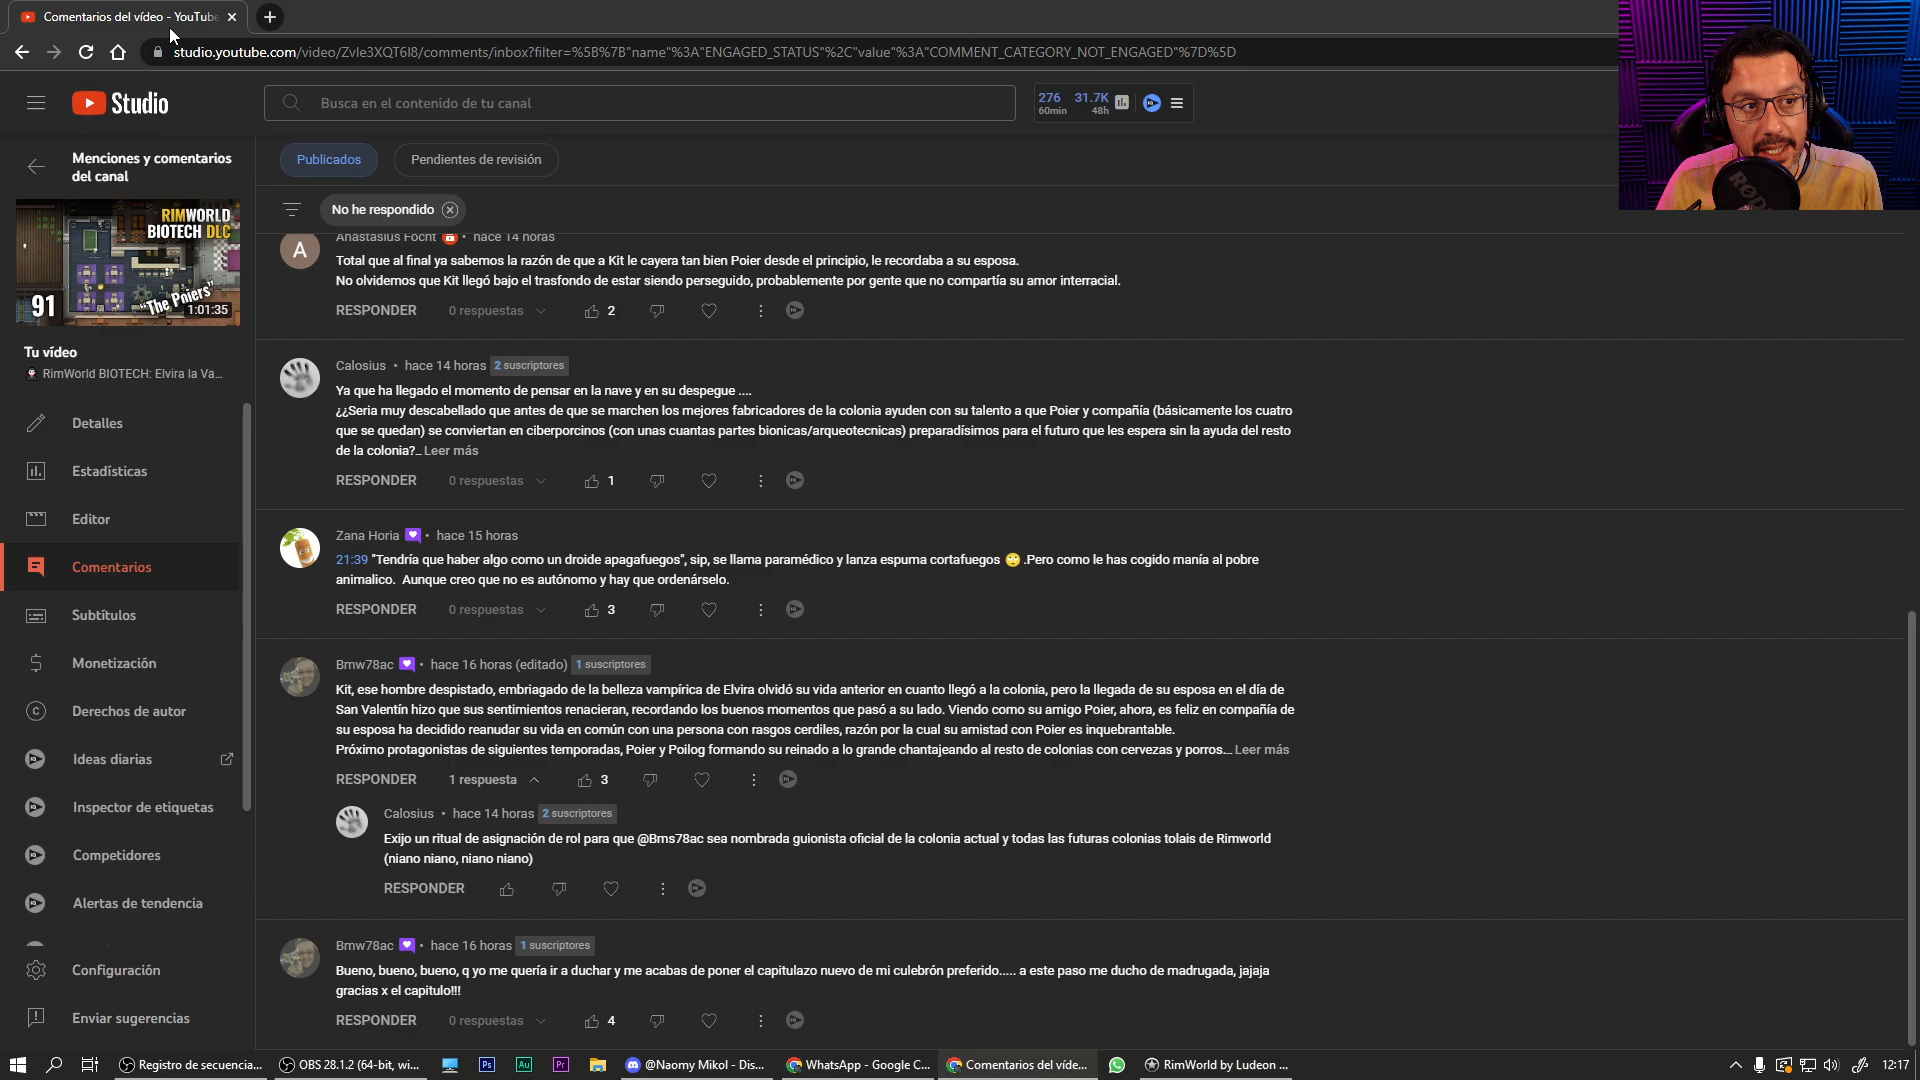 Comentarios del vídeo - YouTube
studio.youtube.com/video/Zvle3XQT6I8/comments/inbox?filter=%5B%7B"name"%3A"ENGAGED_STATUS"%2C"value"%3A"COMMENT_CATEGORY_NOT_ENGAGED"%7D%5D
Studio
Busca en el contenido de tu canal
276 31.7K
60min 48h
Menciones y comentarios
del canal
Publicados
Pendientes de revisión
No he respondido
RIMWORLD
BIOTECH DLC
"The Poiers"
91
1:01:35
Tu vídeo
RimWorld BIOTECH: Elvira la Va...
Detalles
Estadísticas
Editor
Comentarios
Subtítulos
Monetización
Derechos de autor
Ideas diarias
Inspector de etiquetas
Competidores
Alertas de tendencia
Configuración
Enviar sugerencias
Anastasius Focht • hace 14 horas
A
Total que al final ya sabemos la razón de que a Kit le cayera tan bien Poier desde el principio, le recordaba a su esposa.
No olvidemos que Kit llegó bajo el trasfondo de estar siendo perseguido, probablemente por gente que no compartía su amor interracial.
RESPONDER 0 respuestas 2
Calosius • hace 14 horas 2 suscriptores
Ya que ha llegado el momento de pensar en la nave y en su despegue ....
¿¿Seria muy descabellado que antes de que se marchen los mejores fabricadores de la colonia ayuden con su talento a que Poier y compañía (básicamente los cuatro
que se quedan) se conviertan en ciberporcinos (con unas cuantas partes bionicas/arqueotecnicas) preparadísimos para el futuro que les espera sin la ayuda del resto
de la colonia?... Leer más
RESPONDER 0 respuestas 1
Zana Horia • hace 15 horas
21:39 "Tendría que haber algo como un droide apagafuegos", sip, se llama paramédico y lanza espuma cortafuegos 🙄 .Pero como le has cogido manía al pobre
animalico. Aunque creo que no es autónomo y hay que ordenárselo.
RESPONDER 0 respuestas 3
Bmw78ac • hace 16 horas (editado) 1 suscriptores
Kit, ese hombre despistado, embriagado de la belleza vampírica de Elvira olvidó su vida anterior en cuanto llegó a la colonia, pero la llegada de su esposa en el día de
San Valentín hizo que sus sentimientos renacieran, recordando los buenos momentos que pasó a su lado. Viendo como su amigo Poier, ahora, es feliz en compañía de
su esposa ha decidido reanudar su vida en común con una persona con rasgos cerdiles, razón por la cual su amistad con Poier es inquebrantable.
Próximo protagonistas de siguientes temporadas, Poier y Poilog formando su reinado a lo grande chantajeando al resto de colonias con cervezas y porros.... Leer más
RESPONDER 1 respuesta 3
Calosius • hace 14 horas 2 suscriptores
Exijo un ritual de asignación de rol para que @Bms78ac sea nombrada guionista oficial de la colonia actual y todas las futuras colonias tolais de Rimworld
(niano niano, niano niano)
RESPONDER
Bmw78ac • hace 16 horas 1 suscriptores
Bueno, bueno, bueno, q yo me quería ir a duchar y me acabas de poner el capitulazo nuevo de mi culebrón preferido..... a este paso me ducho de madrugada, jajaja
gracias x el capitulo!!!
RESPONDER 0 respuestas 4
Registro de secuencia...
OBS 28.1.2 (64-bit, wi...
Ps
Au
Pr
@Naomy Mikol - Dis...
WhatsApp - Google C...
Comentarios del víde...
RimWorld by Ludeon ...
12:17